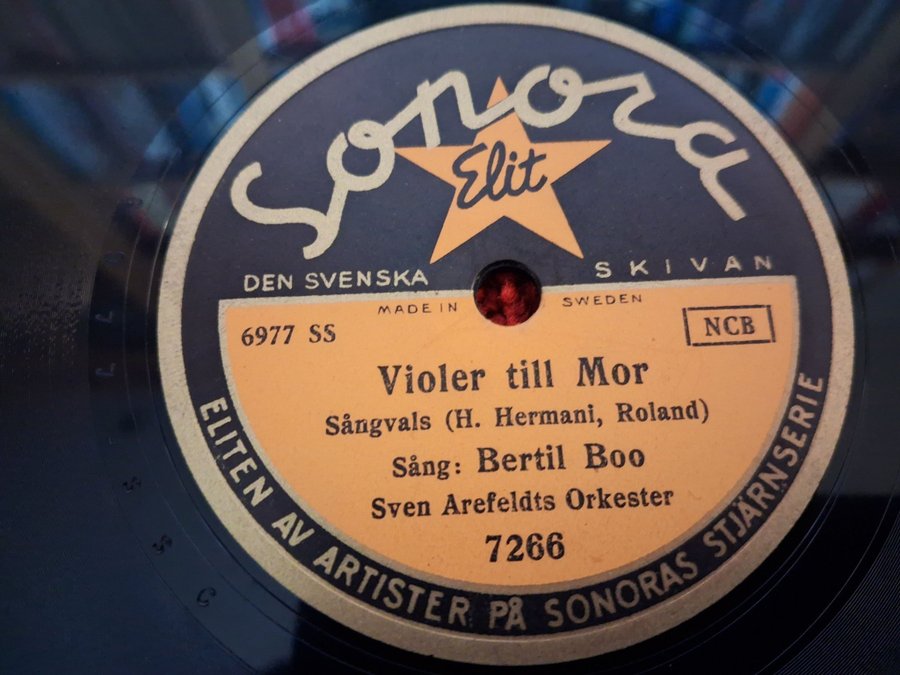 Sonora
Elit
DEN SVENSKA SKIVAN
MADE IN SWEDEN
6977 SS
NCB
Violer till Mor
Sångvals (H. Hermani, Roland)
Sång: Bertil Boo
Sven Arefeldts Orkester
7266
ELITEN AV ARTISTER PÅ SONORAS STJÄRNSERIE